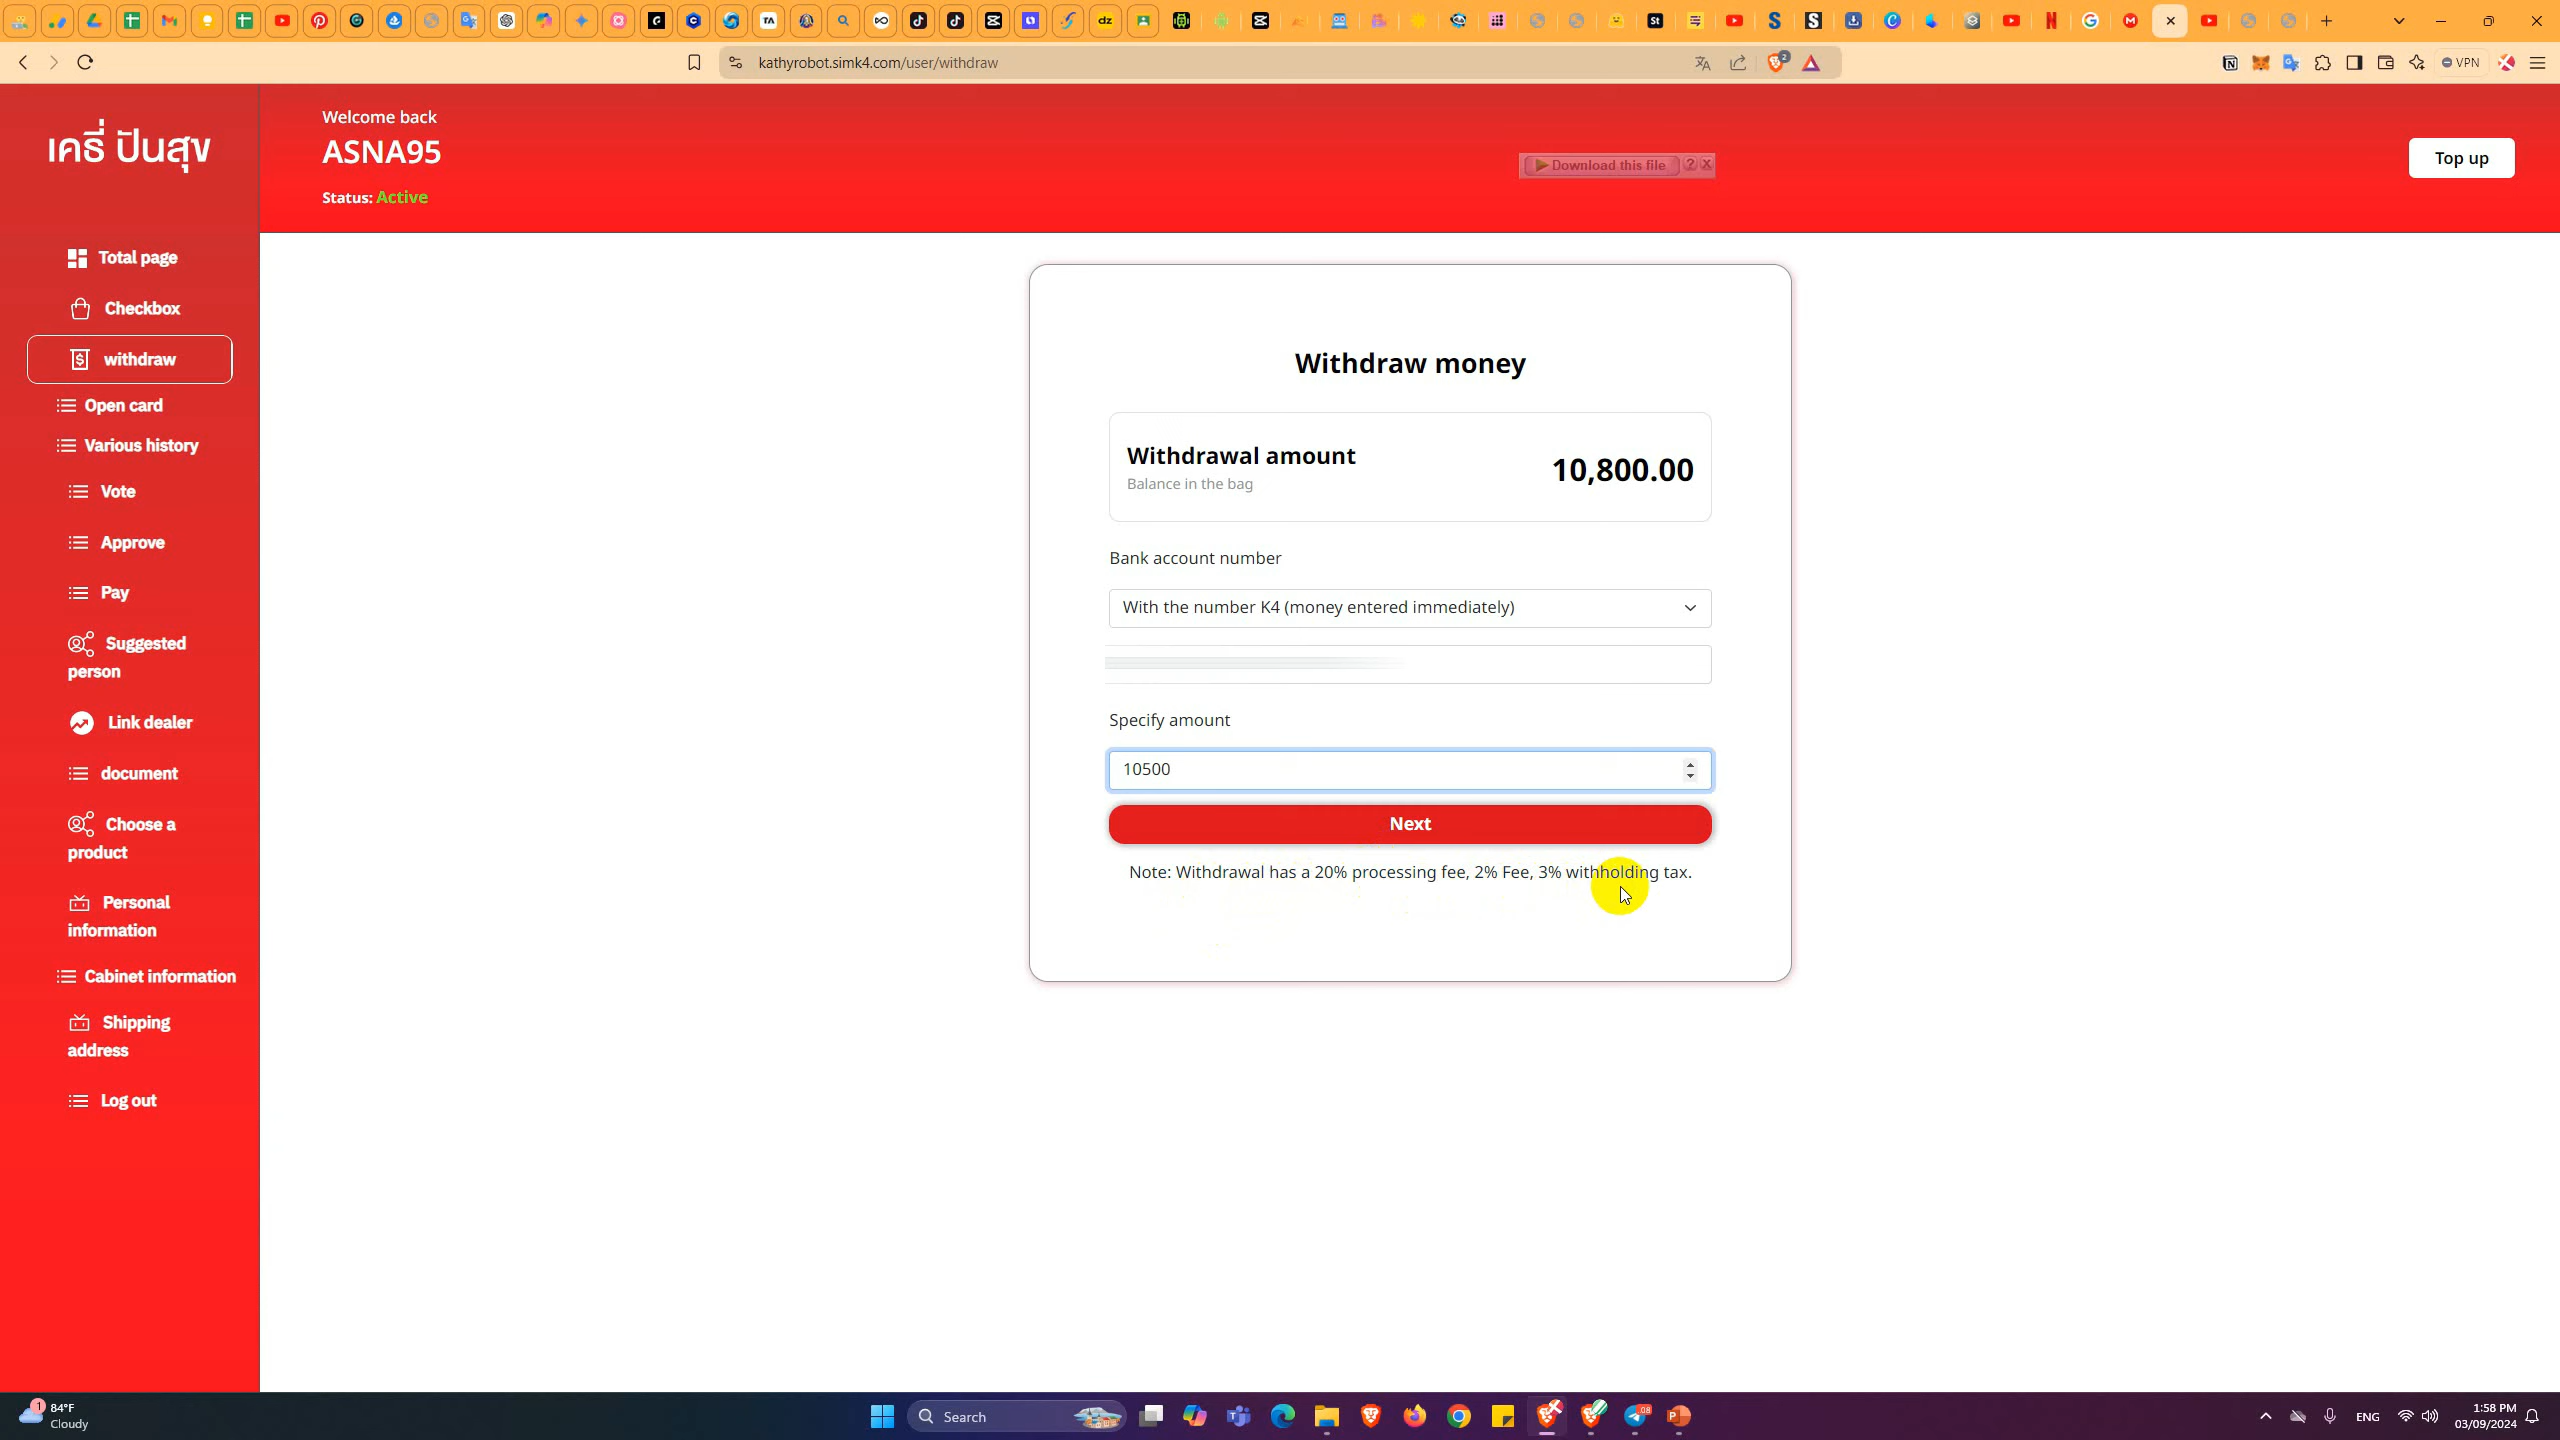 kathyrobot.simk4.com/user/withdraw
2
VPN
เคธี่ ปันสุข
Welcome back
ASNA95
Status: Active
Download this file
?
X
Top up
Total page
Checkbox
withdraw
Open card
Various history
Vote
Approve
Pay
Suggested
person
Link dealer
document
Choose a
product
Personal
information
Cabinet information
Shipping
address
Log out
Withdraw money
Withdrawal amount
Balance in the bag
10,800.00
Bank account number
With the number K4 (money entered immediately)
Specify amount
10500
Next
Note: Withdrawal has a 20% processing fee, 2% Fee, 3% withholding tax.
1
84°F
Cloudy
Search
ENG
1:58 PM
03/09/2024